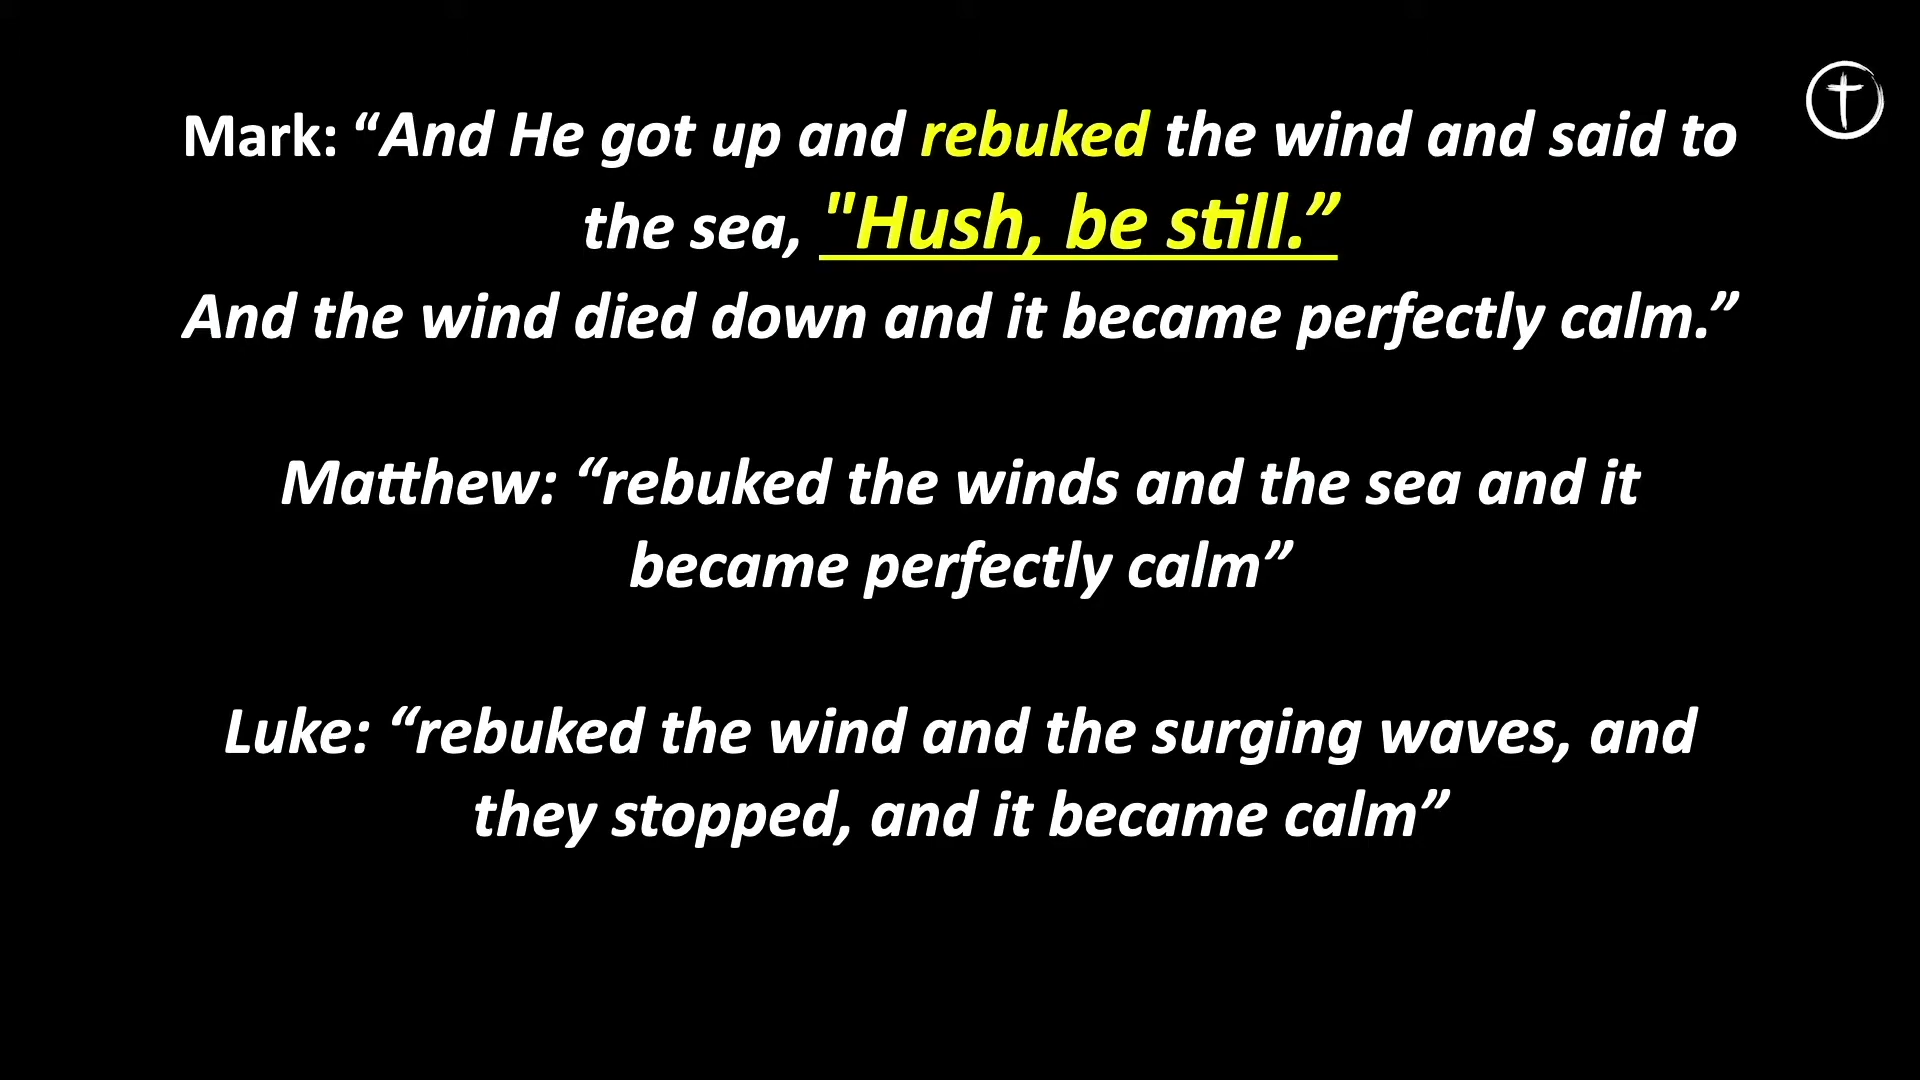 Mark: “And He got up and rebuked the wind and said to
the sea, "Hush, be still.”
And the wind died down and it became perfectly calm.”
Matthew: “rebuked the winds and the sea and it
became perfectly calm”
Luke: “rebuked the wind and the surging waves, and
they stopped, and it became calm”